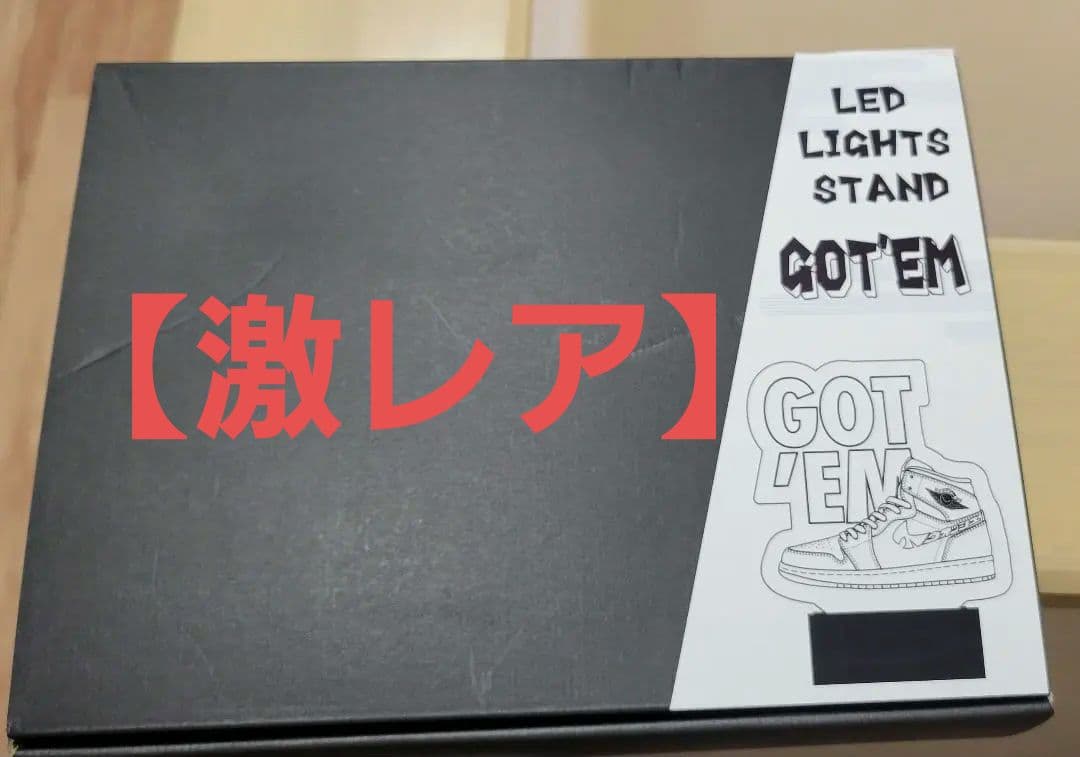 LED
LIGHTS
STAND
GOT'EM
【激レア】
GOT
'EM